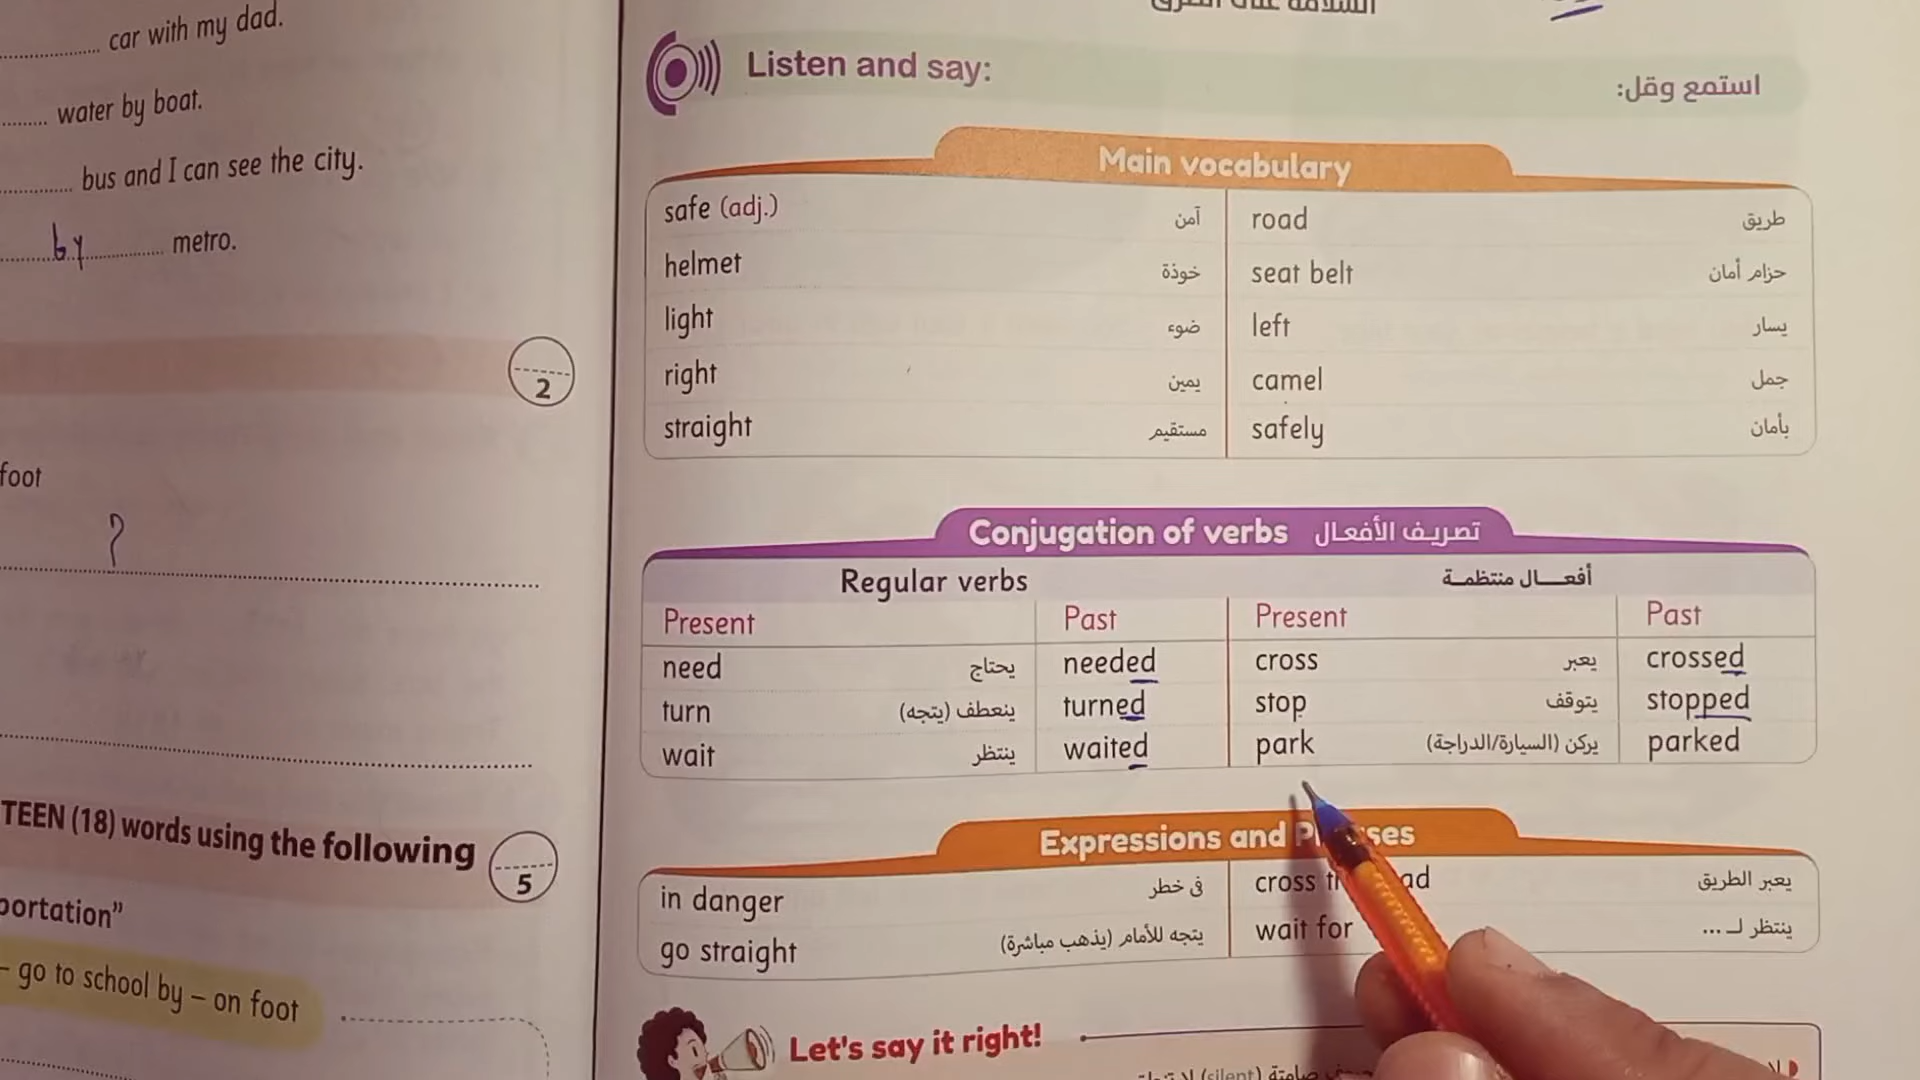 car with my dad.
water by boat.
bus and I can see the city.
by metro.
2
foot
?
TEEN (18) words using the following
5
portation”
– go to school by – on foot
Listen and say:
استمع وقل:
Main vocabulary
safe (adj.) آمن road طريق
helmet خوذة seat belt حزام أمان
light ضوء left يسار
right يمين camel جمل
straight مستقيم safely بأمان
Conjugation of verbs تصريف الأفعال
Regular verbs أفعال منتظمة
Present Past Present Past
need يحتاج needed cross يعبر crossed
turn ينعطف (يتجه) turned stop يتوقف stopped
wait ينتظر waited park يركن (السيارة/الدراجة) parked
Expressions and
in danger فى خطر cross يعبر الطريق
go straight يتجه للأمام (يذهب مباشرة) wait for ينتظر لـ ...
Let's say it right!
صامتة (silent)